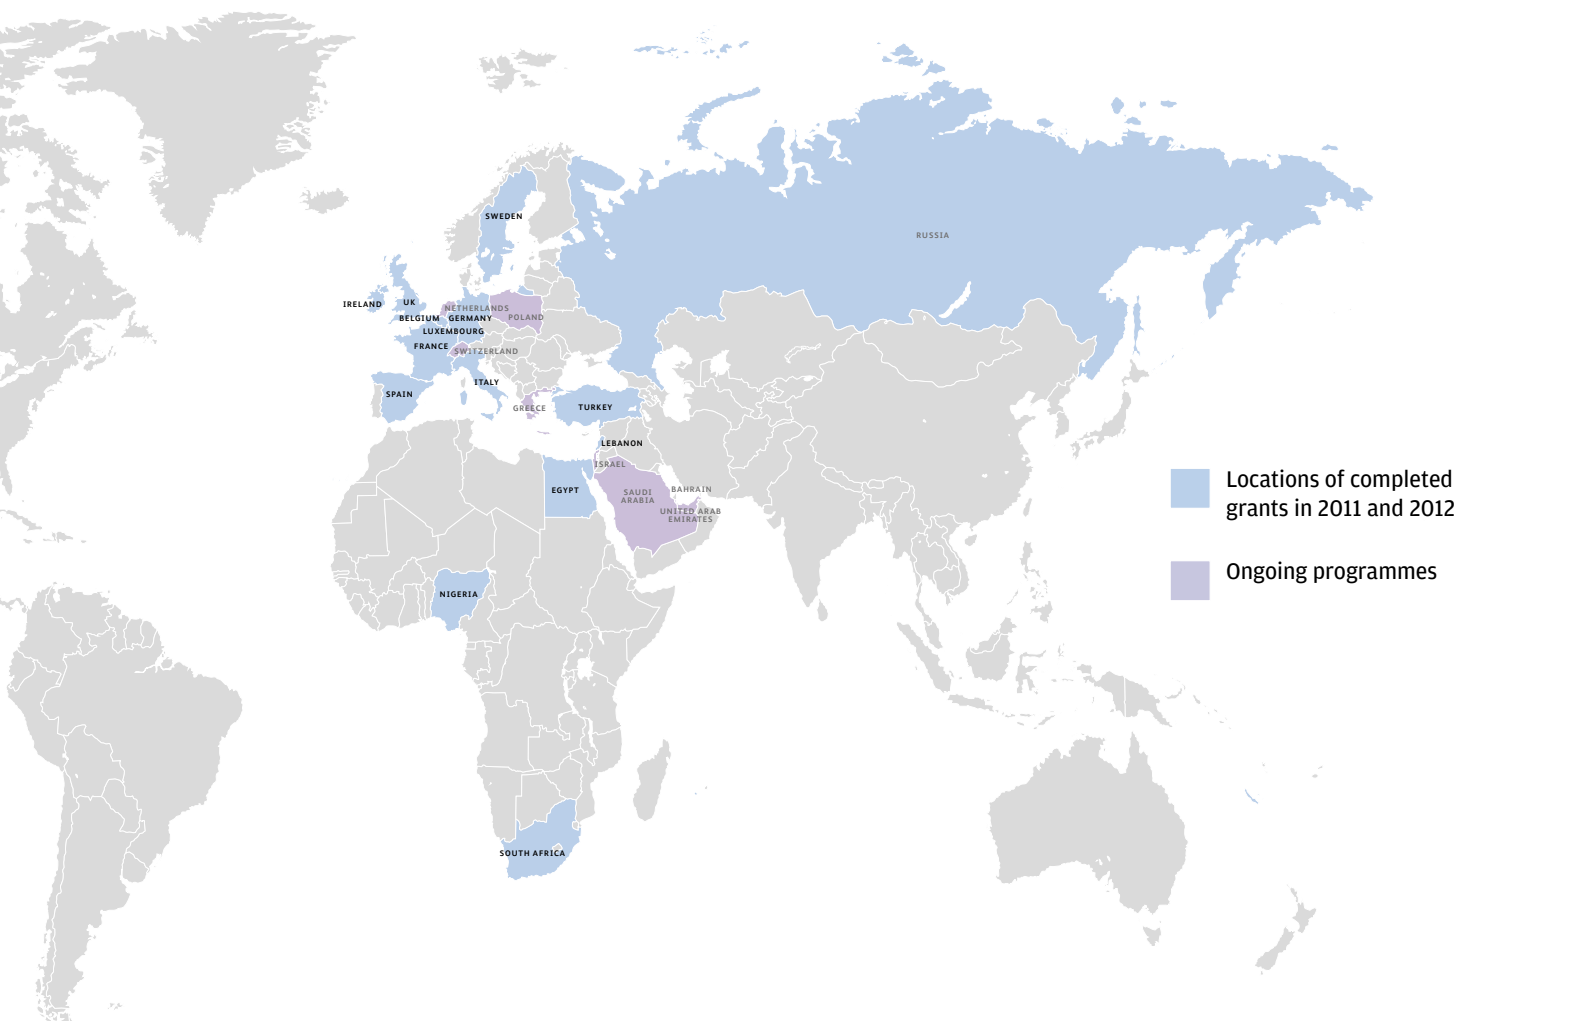 SWEDEN
RUSSIA
IRELAND
UK
NETHERLANDS
BELGIUM
GERMANY
POLAND
LUXEMBOURG
FRANCE
SWITZERLAND
ITALY
SPAIN
GREECE
TURKEY
LEBANON
ISRAEL
EGYPT
SAUDI
ARABIA
BAHRAIN
UNITED ARAB
EMIRATES
NIGERIA
SOUTH AFRICA
Locations of completed
grants in 2011 and 2012
Ongoing programmes